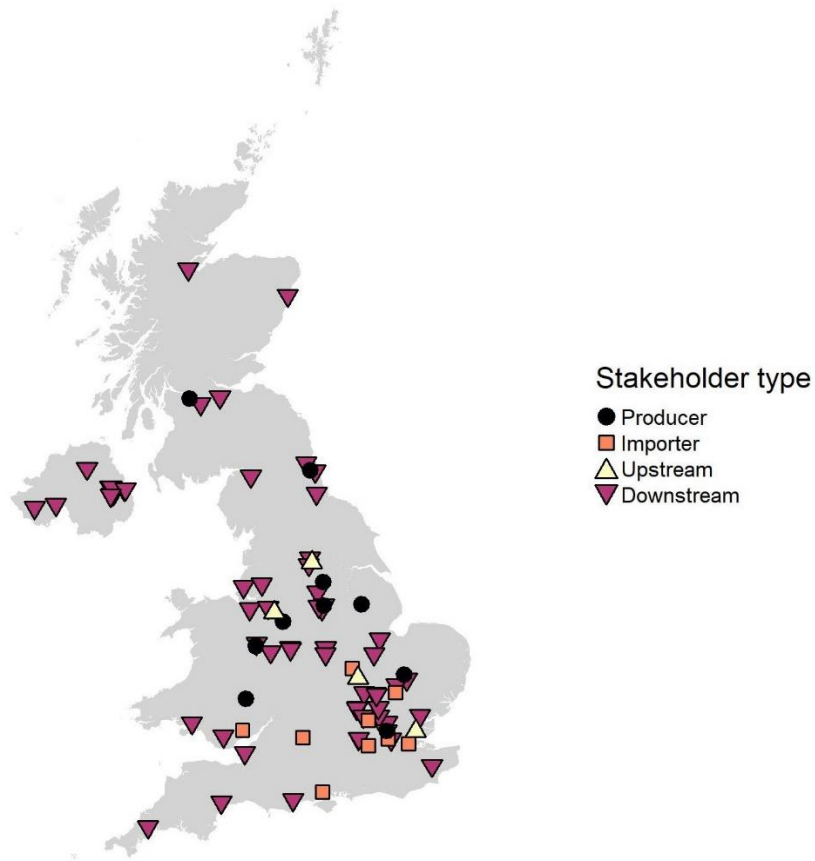 Stakeholder type
Producer
Importer
Upstream
Downstream